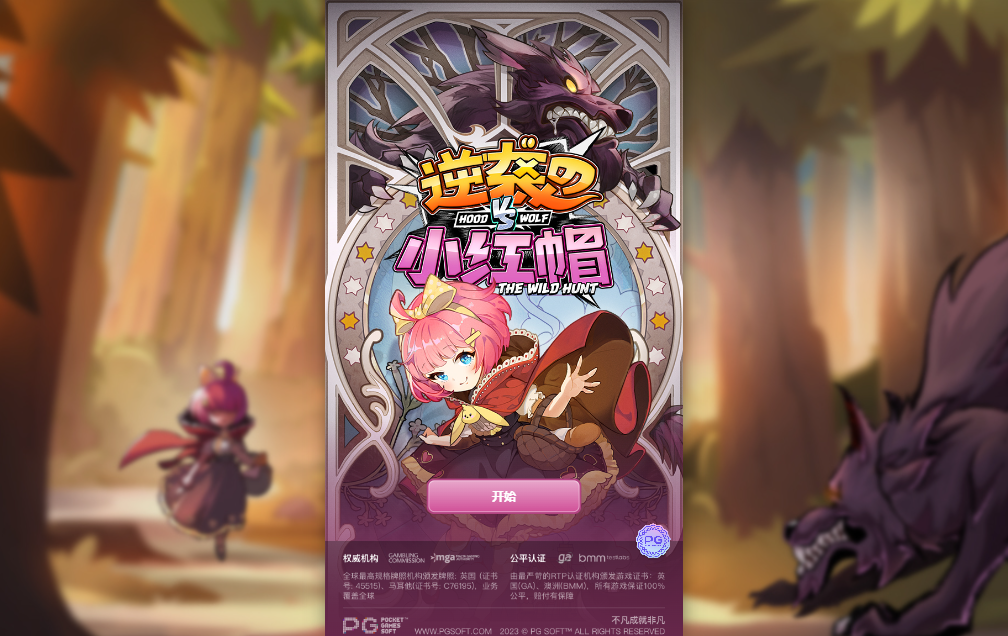 逆袭の
HOOD VS WOLF
小红帽
THE WILD HUNT
开始
PG
权威机构
GAMBLING
COMMISSION
mga
全球最高规格牌照机构颁发牌照: 英国 (证书
号: 45515)、马耳他(证书号: C76195), 业务
覆盖全球
公平认证
bmm testlabs
由最严苛的RTP认证机构颁发游戏证书: 英
国(GA)、澳洲(BMM), 所有游戏保证100%
公平, 赔付有保障
PG POCKET
GAMES
SOFT
不凡成就非凡
WWW.PGSOFT.COM 2023 © PG SOFT™ ALL RIGHTS RESERVED